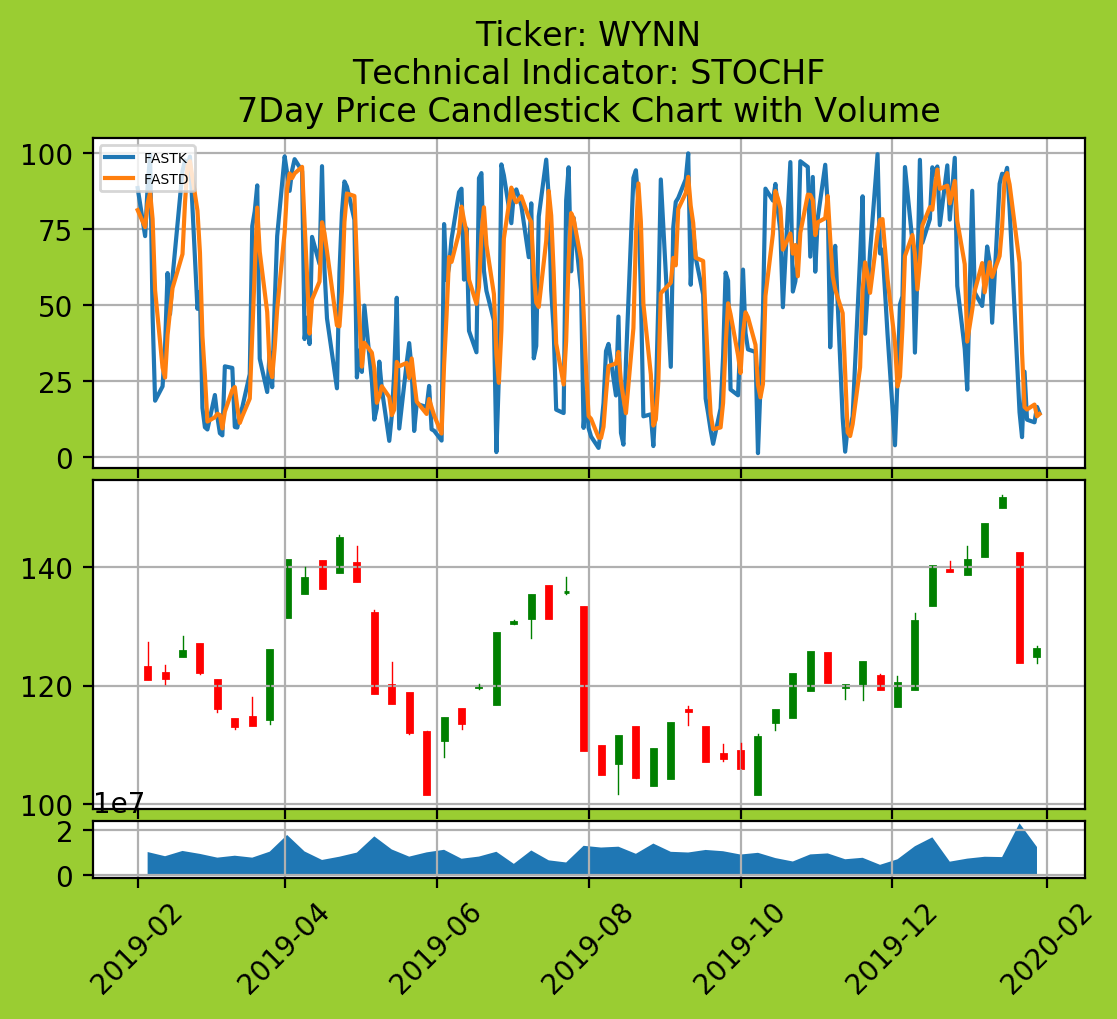 Ticker: WYNN
Technical Indicator: STOCHF
7Day Price Candlestick Chart with Volume
100
75
50
25
0
FASTK
FASTD
140
120
100
1e7
2
0
2019-02
2019-04
2019-06
2019-08
2019-10
2019-12
2020-02